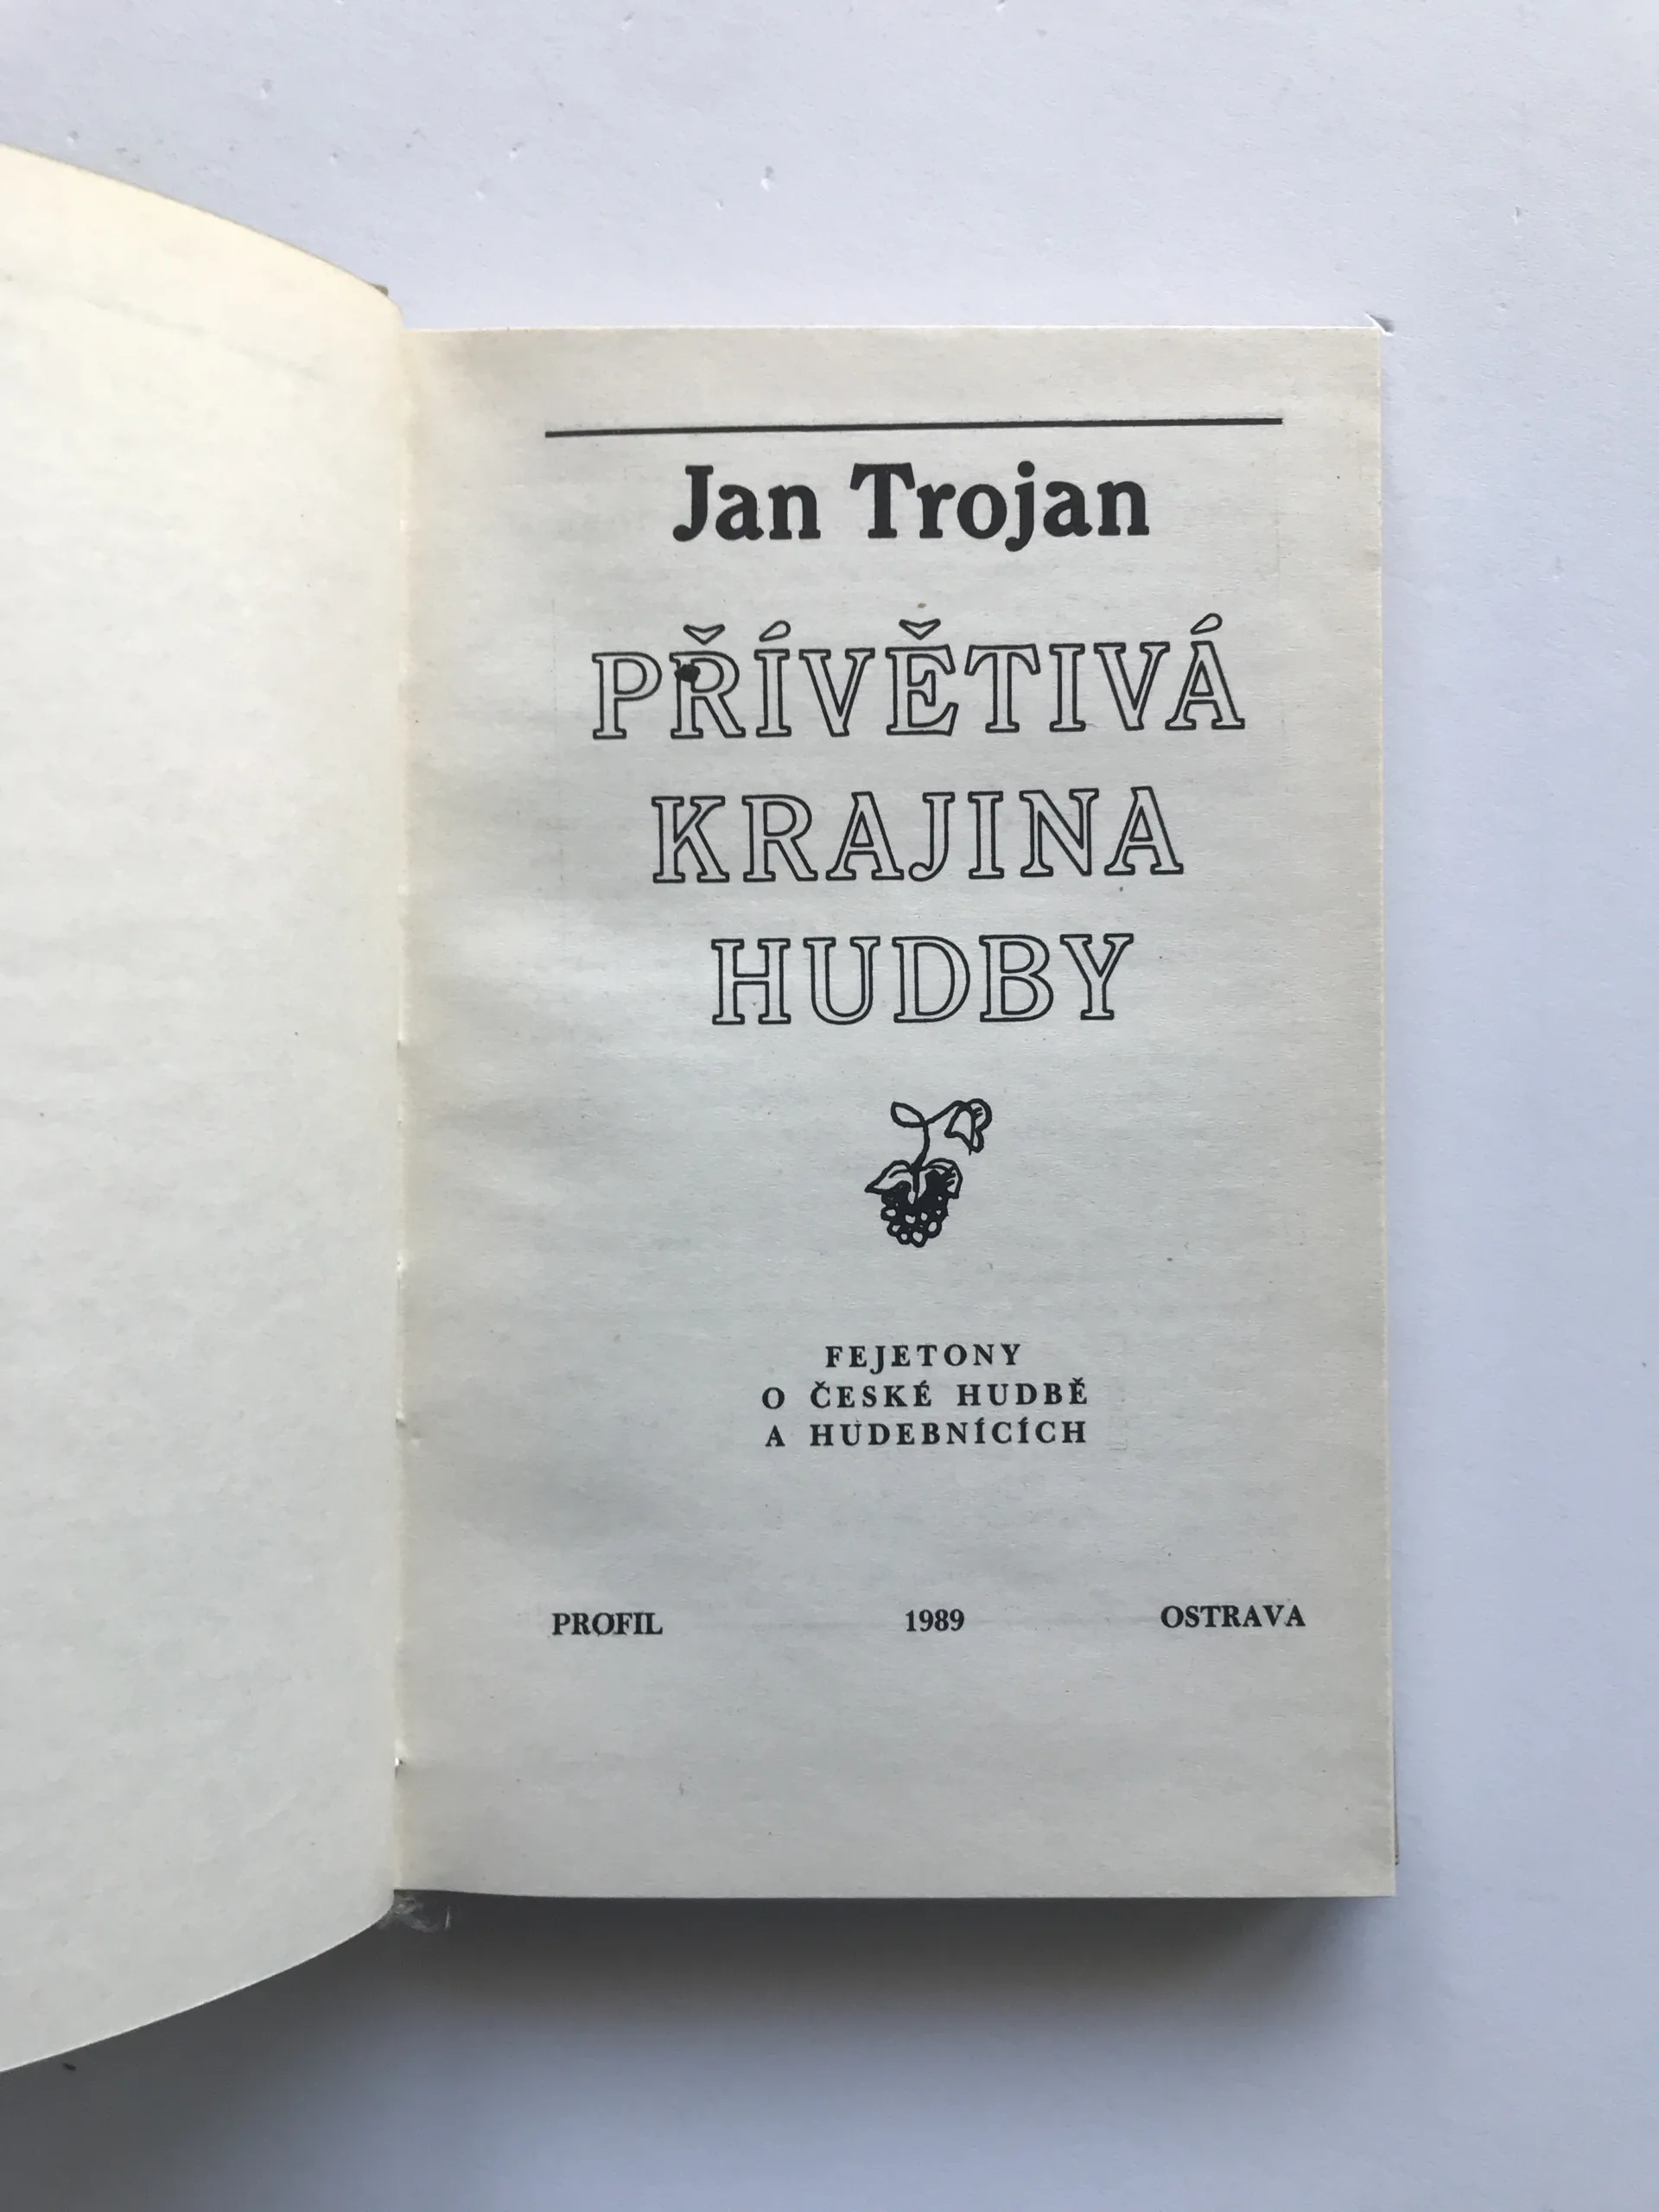 Jan Trojan
PŘÍVĚTIVÁ
KRAJINA
HUDBY
FEJETONY
O ČESKÉ HUDBĚ
A HUDEBNÍCÍCH
PROFIL 1989 OSTRAVA